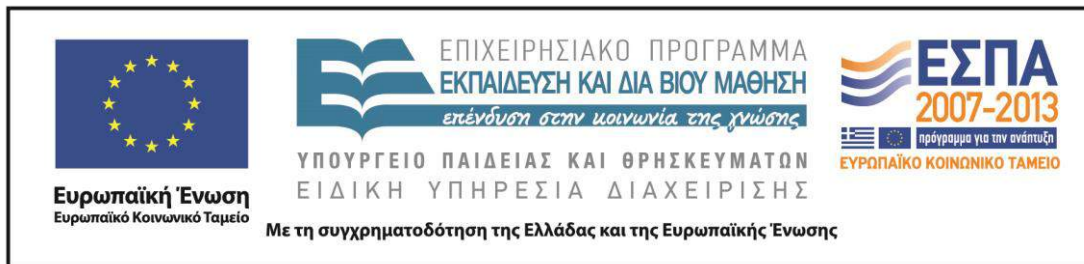 Ευρωπαϊκή Ένωση
Ευρωπαϊκό Κοινωνικό Ταμείο
ΕΠΙΧΕΙΡΗΣΙΑΚΟ ΠΡΟΓΡΑΜΜΑ
ΕΚΠΑΙΔΕΥΣΗ ΚΑΙ ΔΙΑ ΒΙΟΥ ΜΑΘΗΣΗ
επένδυση στην κοινωνία της γνώσης
ΥΠΟΥΡΓΕΙΟ ΠΑΙΔΕΙΑΣ ΚΑΙ ΘΡΗΣΚΕΥΜΑΤΩΝ
ΕΙΔΙΚΗ ΥΠΗΡΕΣΙΑ ΔΙΑΧΕΙΡΙΣΗΣ
ΕΣΠΑ
2007-2013
πρόγραμμα για την ανάπτυξη
ΕΥΡΩΠΑΪΚΟ ΚΟΙΝΩΝΙΚΟ ΤΑΜΕΙΟ
Με τη συγχρηματοδότηση της Ελλάδας και της Ευρωπαϊκής Ένωσης